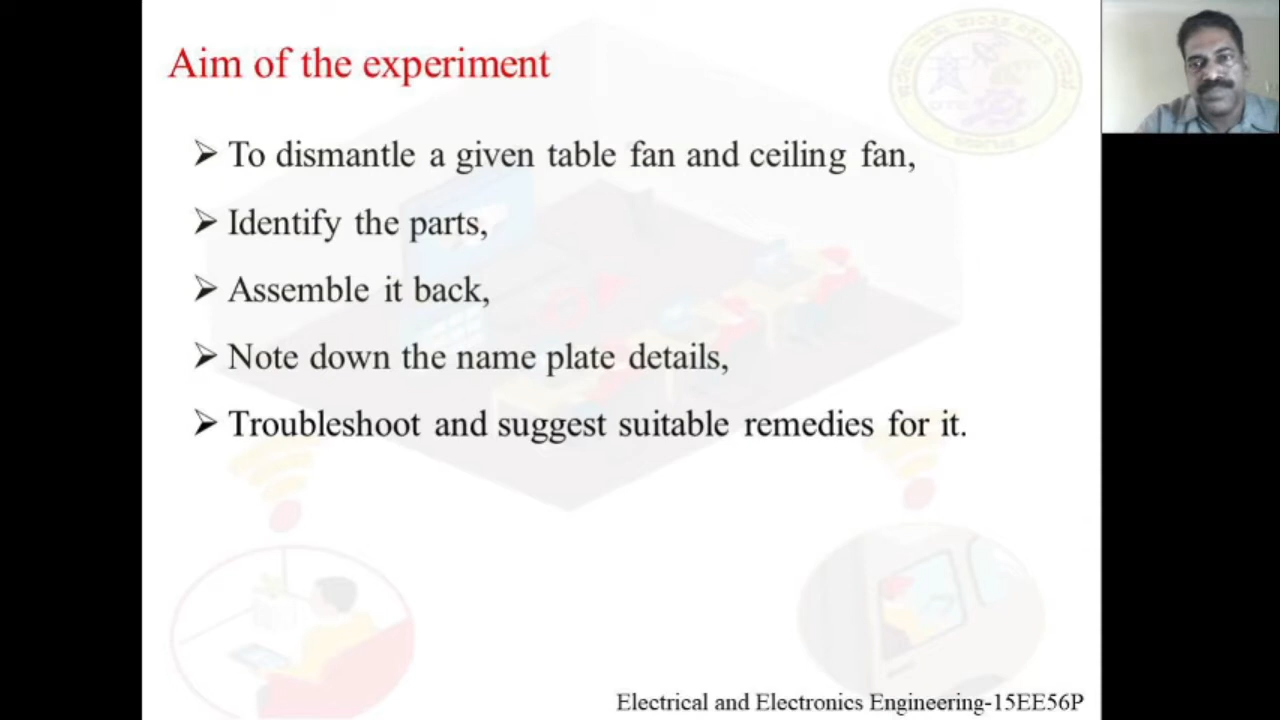 Aim of the experiment
➢ To dismantle a given table fan and ceiling fan,
➢ Identify the parts,
➢ Assemble it back,
➢ Note down the name plate details,
➢ Troubleshoot and suggest suitable remedies for it.
Electrical and Electronics Engineering-15EE56P